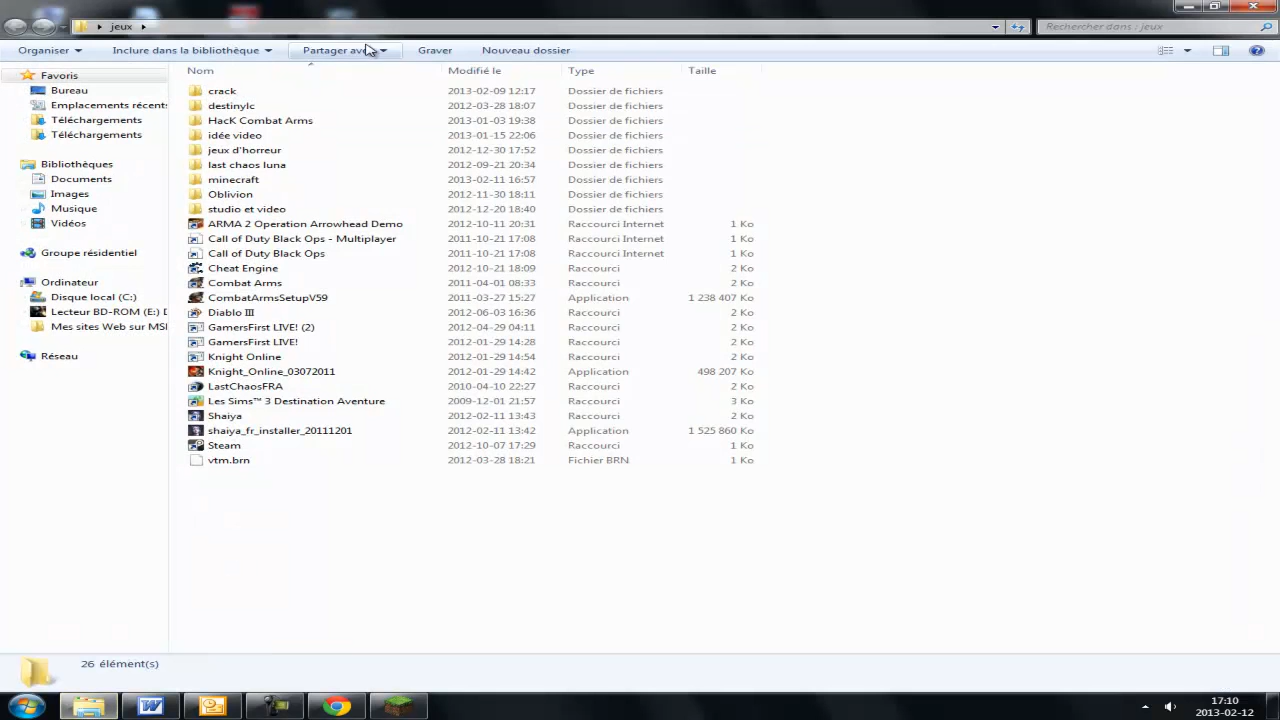 jeux
Rechercher dans : jeux
Organiser Inclure dans la bibliothèque Partager avec Graver Nouveau dossier
Nom Modifié le Type Taille
crack 2013-02-09 12:17 Dossier de fichiers
destinylc 2012-03-28 18:07 Dossier de fichiers
HacK Combat Arms 2013-01-03 19:38 Dossier de fichiers
idée video 2013-01-15 22:06 Dossier de fichiers
jeux d'horreur 2012-12-30 17:52 Dossier de fichiers
last chaos luna 2012-09-21 20:34 Dossier de fichiers
minecraft 2013-02-11 16:57 Dossier de fichiers
Oblivion 2012-11-30 18:11 Dossier de fichiers
studio et video 2012-12-20 18:40 Dossier de fichiers
ARMA 2 Operation Arrowhead Demo 2012-10-11 20:31 Raccourci Internet 1 Ko
Call of Duty Black Ops - Multiplayer 2011-10-21 17:08 Raccourci Internet 1 Ko
Call of Duty Black Ops 2011-10-21 17:08 Raccourci Internet 1 Ko
Cheat Engine 2012-10-21 18:09 Raccourci 2 Ko
Combat Arms 2011-04-01 08:33 Raccourci 2 Ko
CombatArmsSetupV59 2011-03-27 15:27 Application 1 238 407 Ko
Diablo III 2012-06-03 16:36 Raccourci 2 Ko
GamersFirst LIVE! (2) 2012-04-29 04:11 Raccourci 2 Ko
GamersFirst LIVE! 2012-01-29 14:28 Raccourci 2 Ko
Knight Online 2012-01-29 14:54 Raccourci 2 Ko
Knight_Online_03072011 2012-01-29 14:42 Application 498 207 Ko
LastChaosFRA 2010-04-10 22:27 Raccourci 2 Ko
Les Sims™ 3 Destination Aventure 2009-12-01 21:57 Raccourci 3 Ko
Shaiya 2012-02-11 13:43 Raccourci 2 Ko
shaiya_fr_installer_20111201 2012-02-11 13:42 Application 1 525 860 Ko
Steam 2012-10-07 17:29 Raccourci 1 Ko
vtm.brn 2012-03-28 18:21 Fichier BRN 1 Ko
Favoris
Bureau
Emplacements récents
Téléchargements
Téléchargements
Bibliothèques
Documents
Images
Musique
Vidéos
Groupe résidentiel
Ordinateur
Disque local (C:)
Lecteur BD-ROM (E:) D
Mes sites Web sur MS
Réseau
26 élément(s)
17:10
2013-02-12